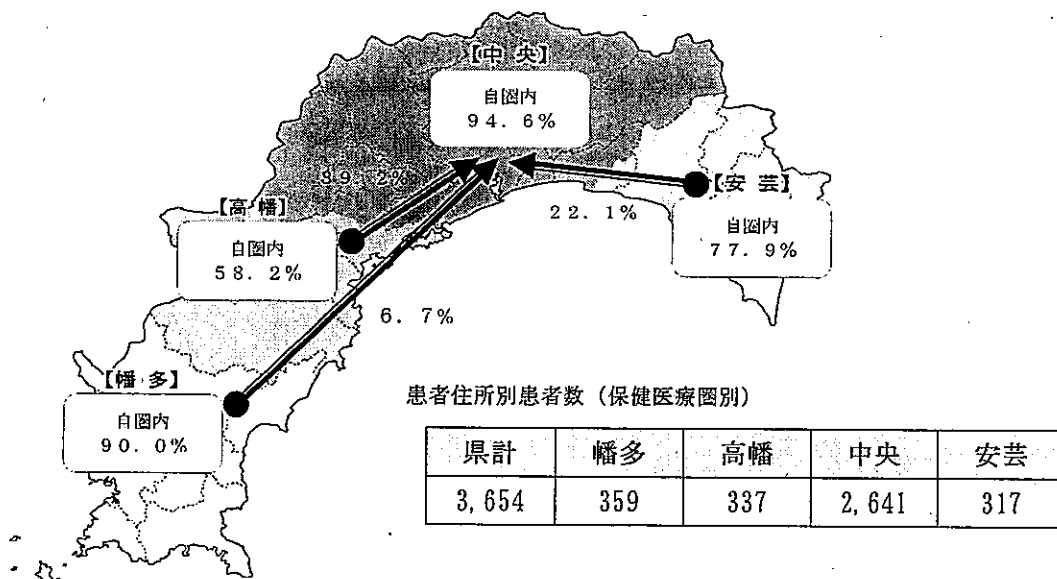 【中 央】
自圏内
94.6%
39.2%
【高 幡】
自圏内
58.2%
【安 芸】
22.1%
自圏内
77.9%
6.7%
【幡 多】
自圏内
90.0%
患者住所別患者数(保健医療圏別)
県計 幡多 高幡 中央 安芸
3,654 359 337 2,641 317